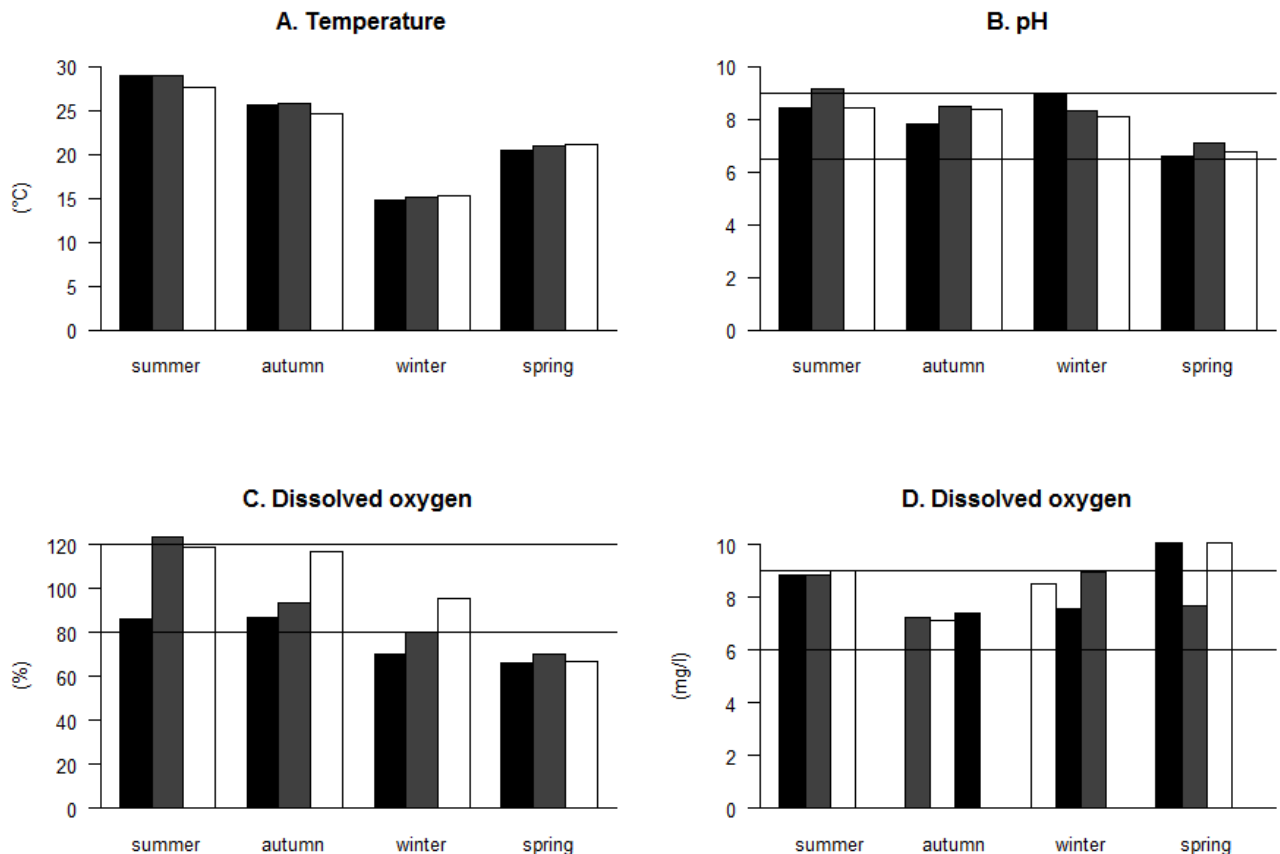 A. Temperature
30
25
20
15
10
5
0
(°C)
summer autumn winter spring
B. pH
10
8
6
4
2
0
summer autumn winter spring
C. Dissolved oxygen
120
100
80
60
40
20
0
(%)
summer autumn winter spring
D. Dissolved oxygen
10
8
6
4
2
0
(mg/l)
summer autumn winter spring